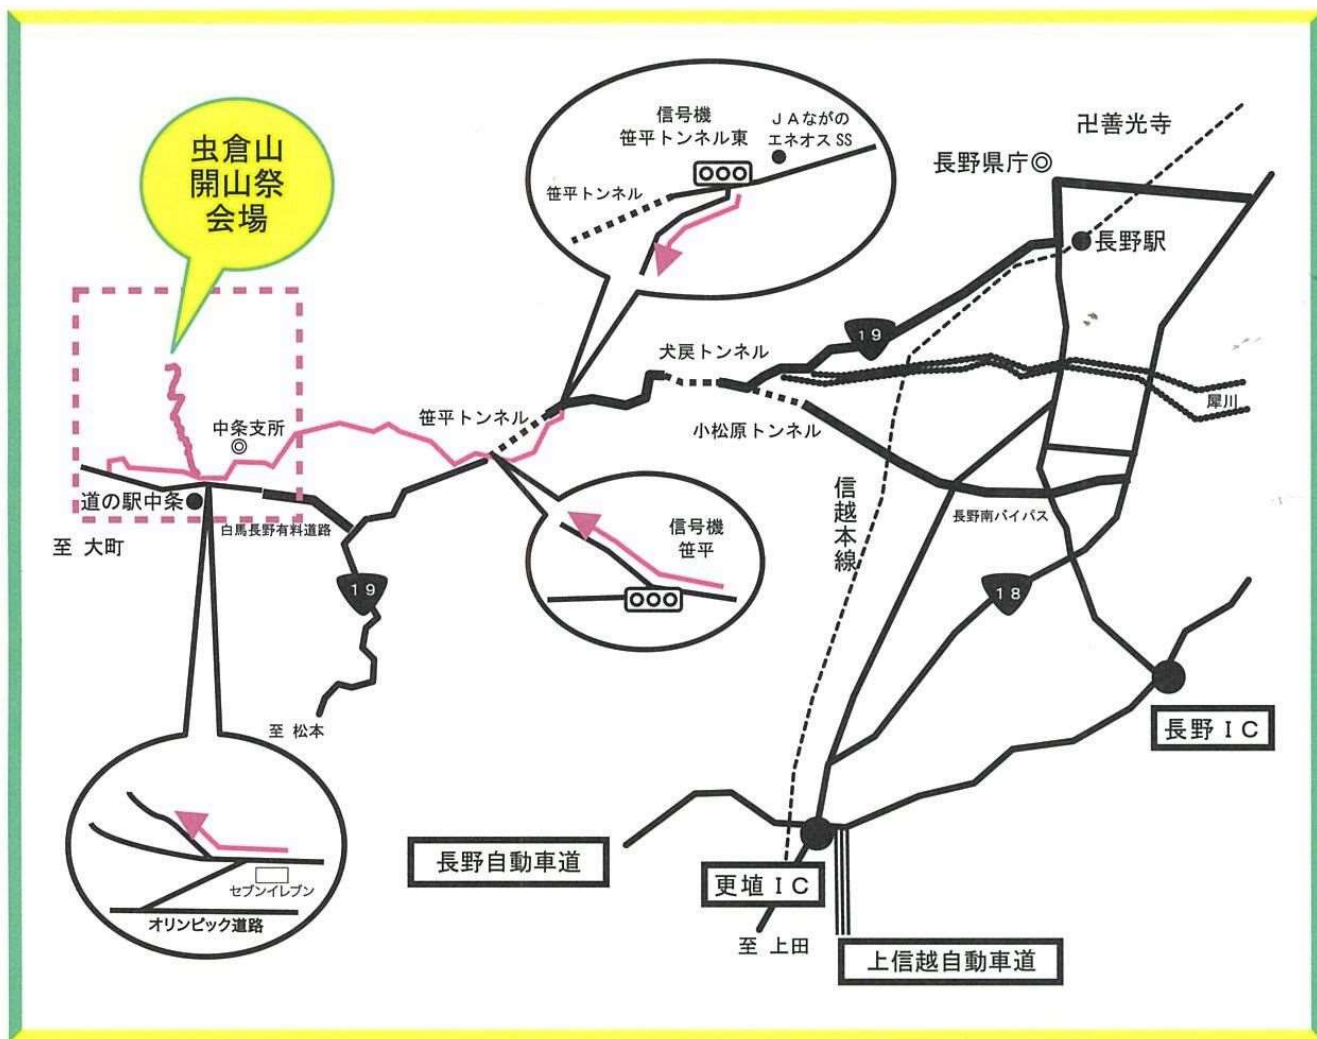 虫倉山
開山祭
会場
信号機
笹平トンネル東
JAながの
エネオスSS
笹平トンネル
卍善光寺
長野県庁◎
長野駅
19
犬戻トンネル
笹平トンネル
小松原トンネル
犀川
中条支所
◎
道の駅中条
白馬長野有料道路
至 大町
19
至 松本
信号機
笹平
信越本線
長野南バイパス
18
長野IC
長野自動車道
更埴IC
至 上田
上信越自動車道
セブンイレブン
オリンピック道路